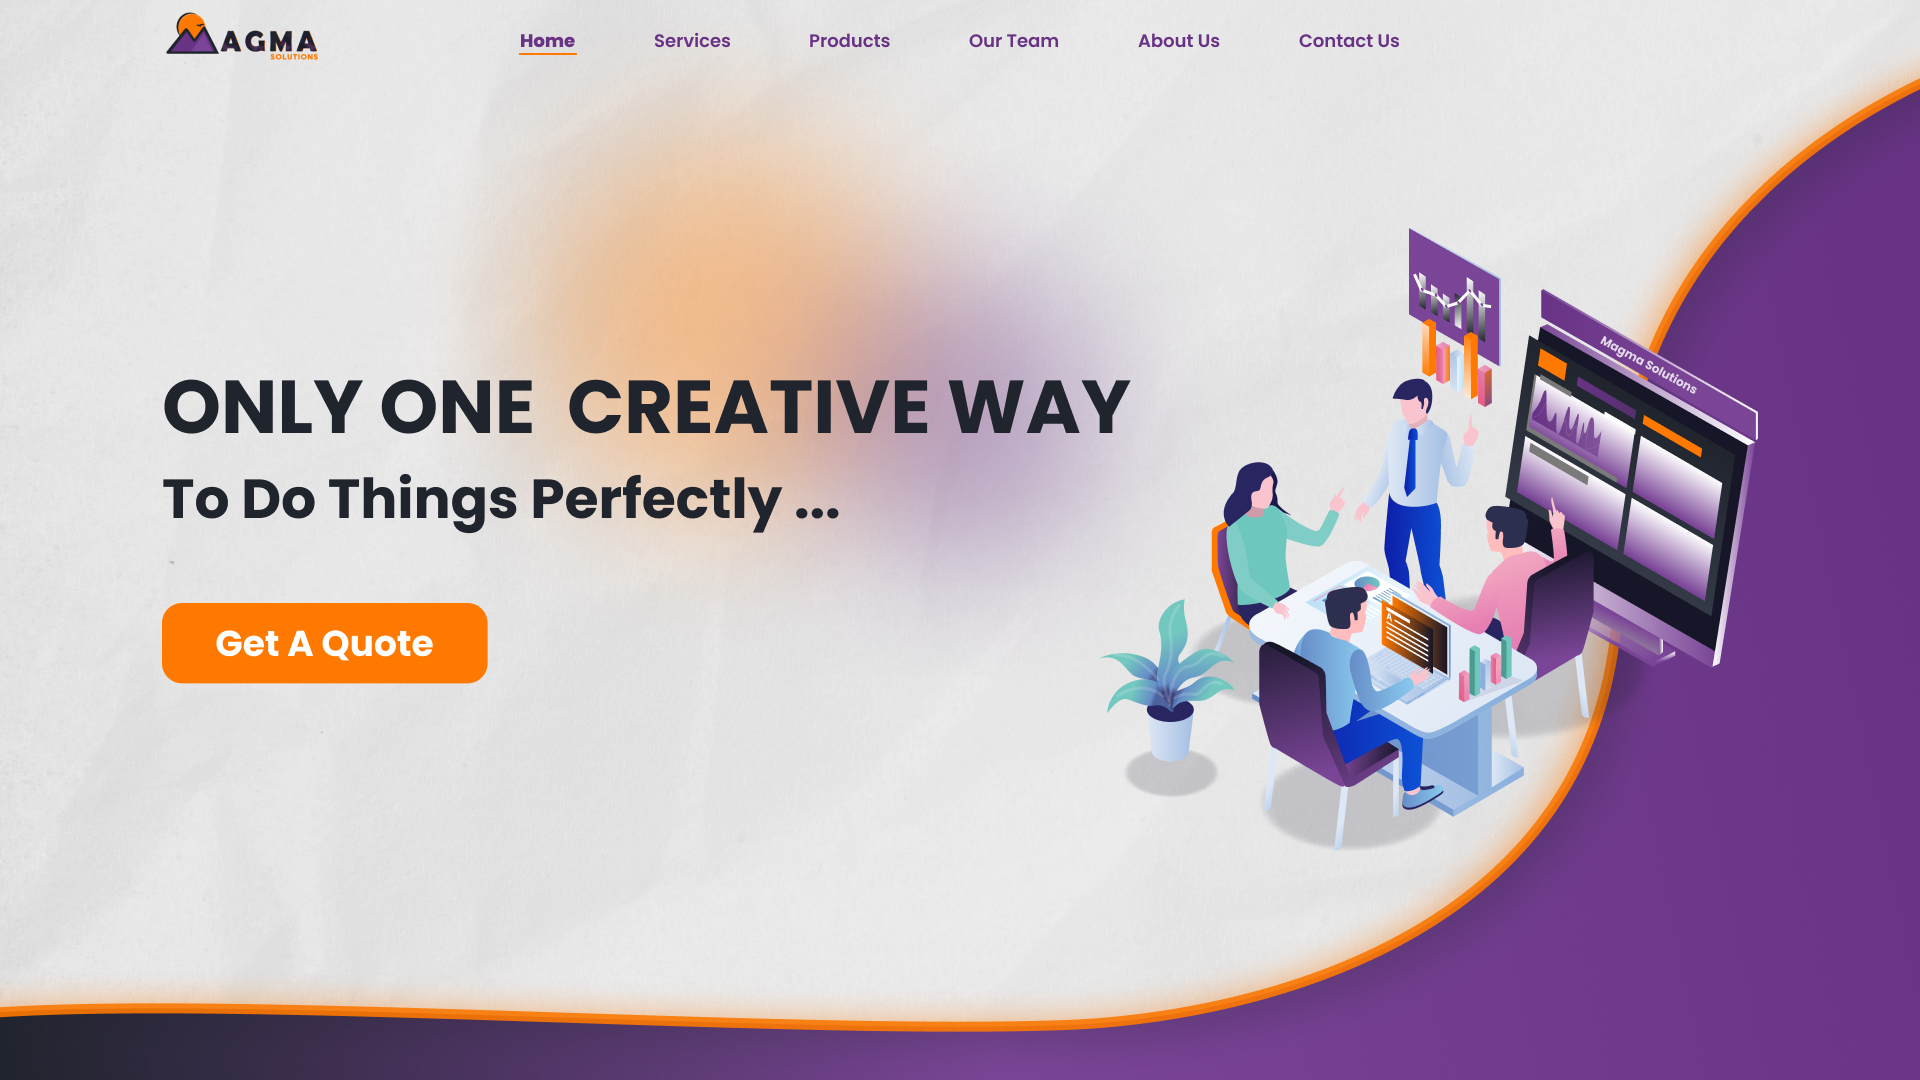 AGMA
SOLUTIONS
Home
Services
Products
Our Team
About Us
Contact Us
Magma Solutions
ONLY ONE CREATIVE WAY
To Do Things Perfectly ...
A
Get A Quote